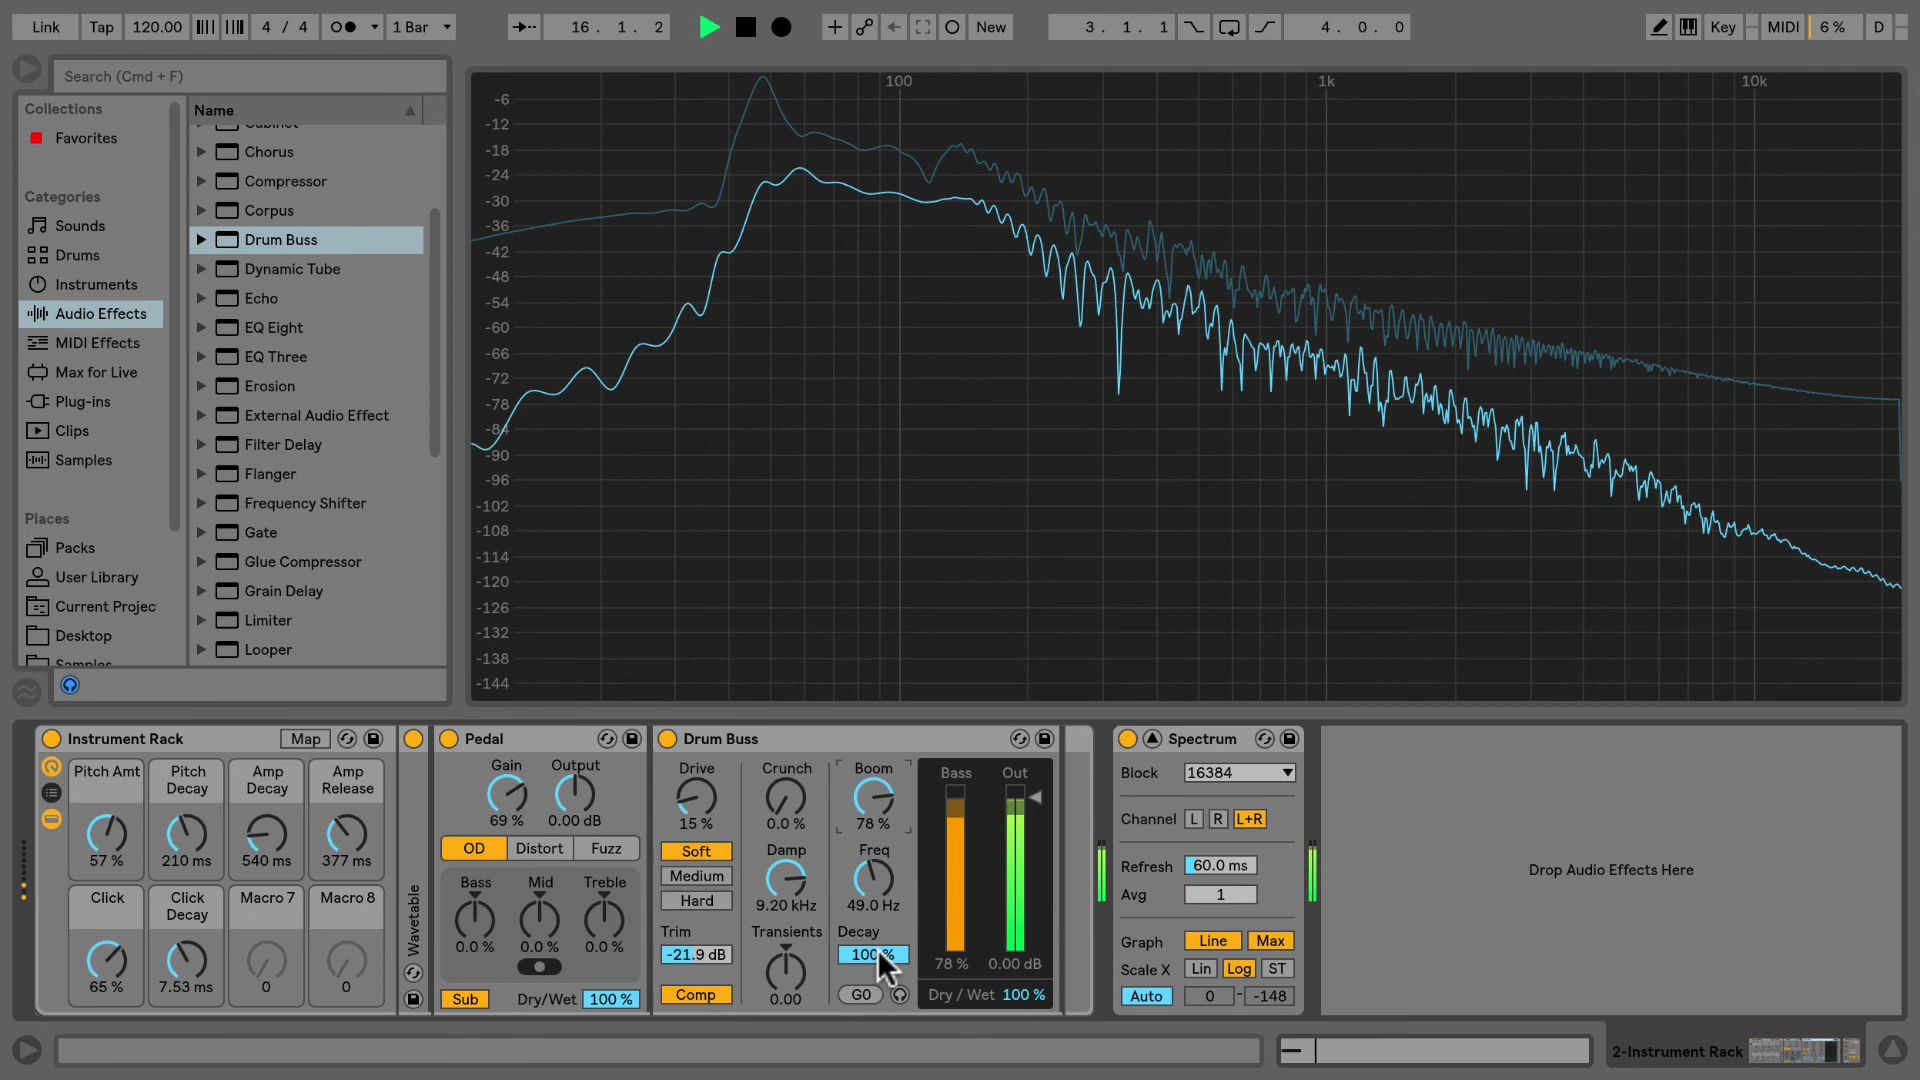 Link
Tap
120.00
4 / 4
1 Bar
16. 1. 2
New
3. 1. 1
4. 0. 0
Key
MIDI
6 %
D
Search (Cmd + F)
Collections
Favorites
Categories
Sounds
Drums
Instruments
Audio Effects
MIDI Effects
Max for Live
Plug-ins
Clips
Samples
Places
Packs
User Library
Current Projec
Desktop
Samples
Name
Cabinet
Chorus
Compressor
Corpus
Drum Buss
Dynamic Tube
Echo
EQ Eight
EQ Three
Erosion
External Audio Effect
Filter Delay
Flanger
Frequency Shifter
Gate
Glue Compressor
Grain Delay
Limiter
Looper
100
1k
10k
-6
-12
-18
-24
-30
-36
-42
-48
-54
-60
-66
-72
-78
-84
-90
-96
-102
-108
-114
-120
-126
-132
-138
-144
Instrument Rack
Map
Pitch Amt
57 %
Pitch
Decay
210 ms
Amp
Decay
540 ms
Amp
Release
377 ms
Click
65 %
Click
Decay
7.53 ms
Macro 7
0
Macro 8
0
Wavetable
Pedal
Gain
69 %
Output
0.00 dB
OD
Distort
Fuzz
Bass
0.0 %
Mid
0.0 %
Treble
0.0 %
Sub
Dry/Wet
100 %
Drum Buss
Drive
15 %
Soft
Medium
Hard
Trim
-21.9 dB
Comp
Crunch
0.0 %
Damp
9.20 kHz
Transients
0.00
Boom
78 %
Freq
49.0 Hz
Decay
100 %
G0
Bass
78 %
Out
0.00 dB
Dry / Wet 100 %
Spectrum
Block
16384
Channel
L
R
L+R
Refresh
60.0 ms
Avg
1
Graph
Line
Max
Scale X
Lin
Log
ST
Auto
0
-
-148
Drop Audio Effects Here
2-Instrument Rack